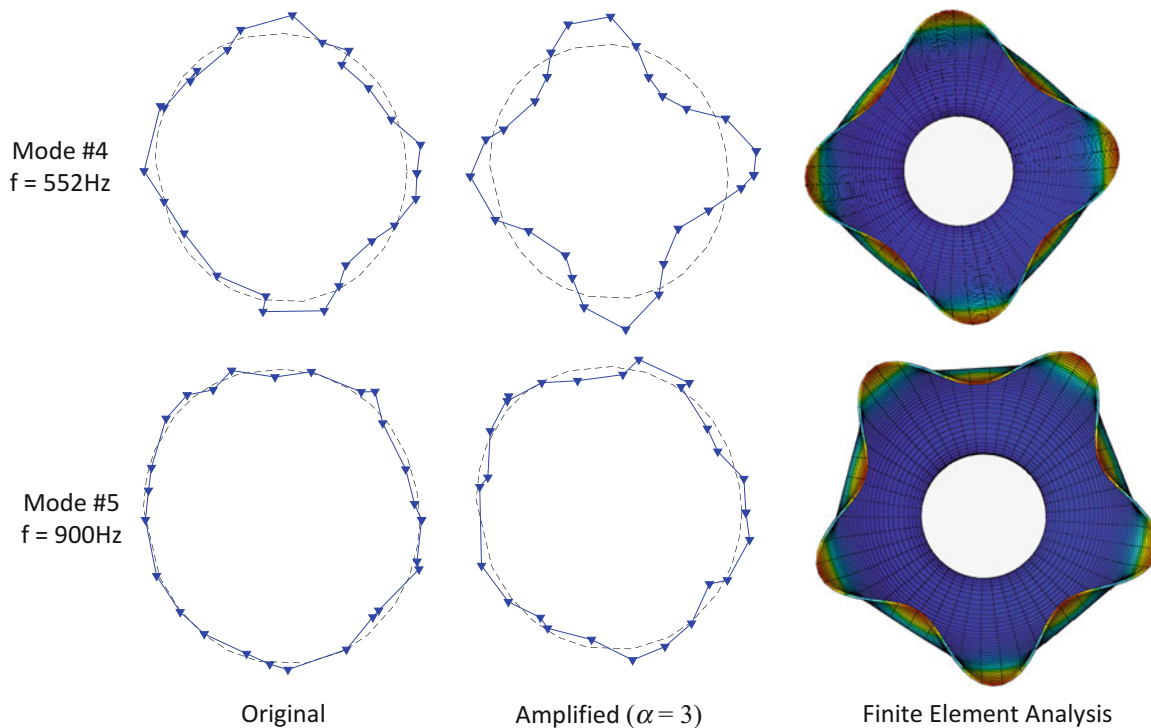 Mode #4
f = 552Hz
Mode #5
f = 900Hz
Original
Amplified (α = 3)
Finite Element Analysis